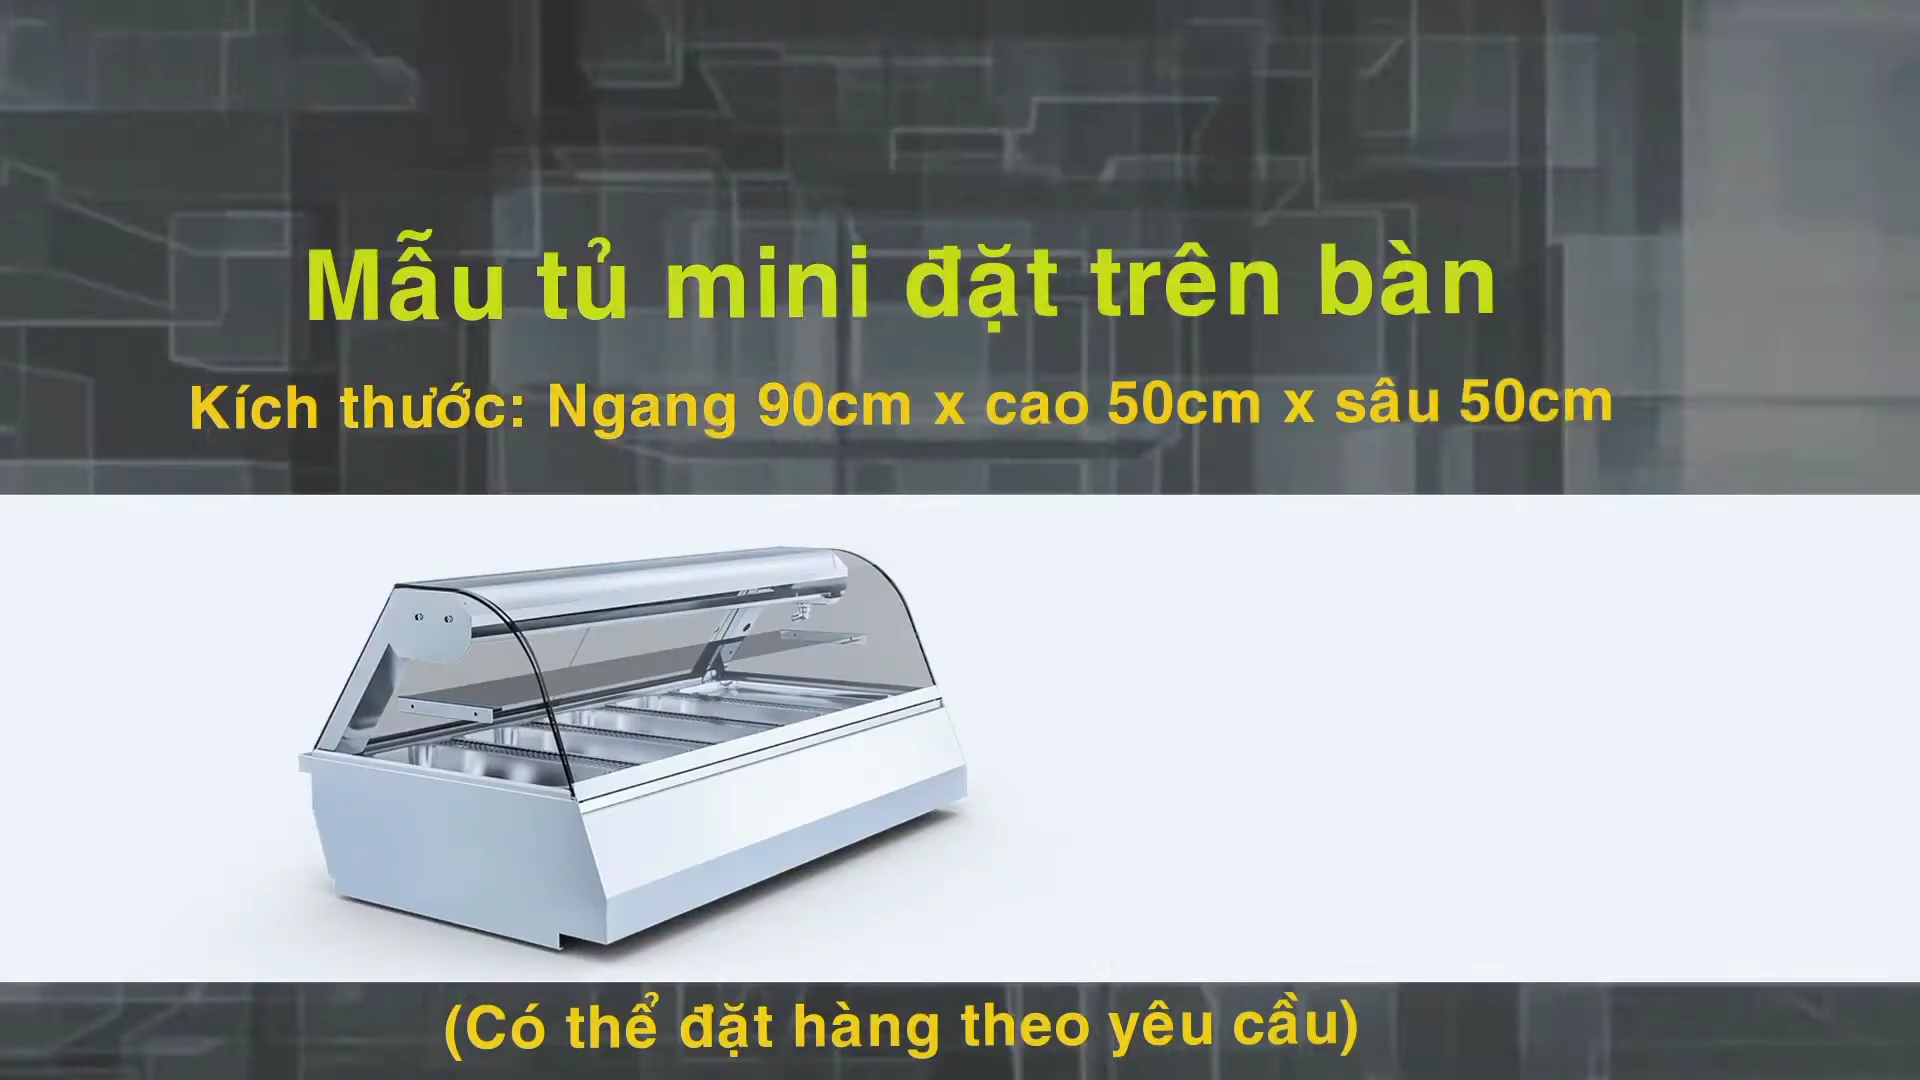 Mẫu tủ mini đặt trên bàn
Kích thước: Ngang 90cm x cao 50cm x sâu 50cm
(Có thể đặt hàng theo yêu cầu)